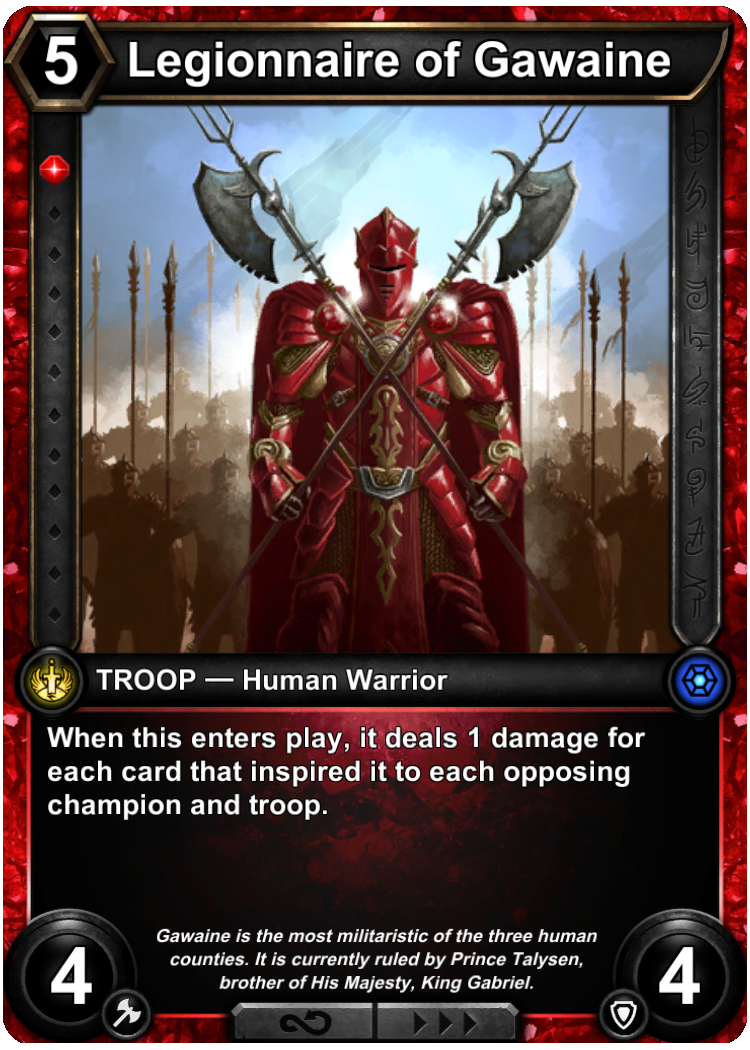 5
Legionnaire of Gawaine
TROOP — Human Warrior
When this enters play, it deals 1 damage for
each card that inspired it to each opposing
champion and troop.
Gawaine is the most militaristic of the three human
counties. It is currently ruled by Prince Talysen,
brother of His Majesty, King Gabriel.
4
4